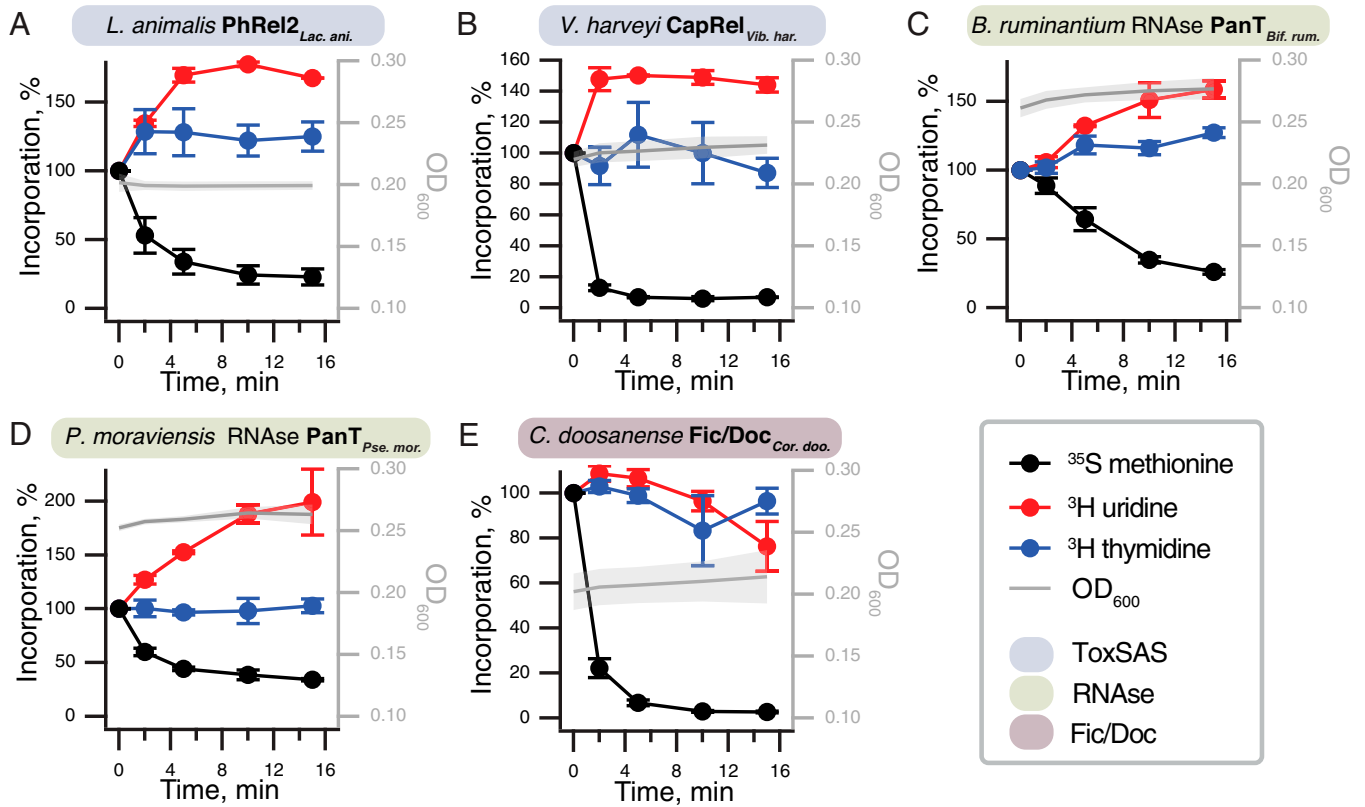 A
L. animalis PhRel2Lac. ani.
Incorporation, %
150
100
50
0
0.30
0.25
0.20
0.15
0.10
OD600
0 4 8 12 16
Time, min
B
V. harveyi CapRelVib. har.
Incorporation, %
160
140
120
100
80
60
40
20
0
0.30
0.25
0.20
0.15
0.10
OD600
0 4 8 12 16
Time, min
C
B. ruminantium RNAse PanTBif. rum.
Incorporation, %
150
100
50
0
0.30
0.25
0.20
0.15
0.10
OD600
0 4 8 12 16
Time, min
D
P. moraviensis RNAse PanTPse. mor.
Incorporation, %
200
150
100
50
0
0.30
0.25
0.20
0.15
0.10
OD600
0 4 8 12 16
Time, min
E
C. doosanense Fic/DocCor. doo.
Incorporation, %
100
80
60
40
20
0
0.30
0.25
0.20
0.15
0.10
OD600
0 4 8 12 16
Time, min
35S methionine
3H uridine
3H thymidine
OD600
ToxSAS
RNAse
Fic/Doc